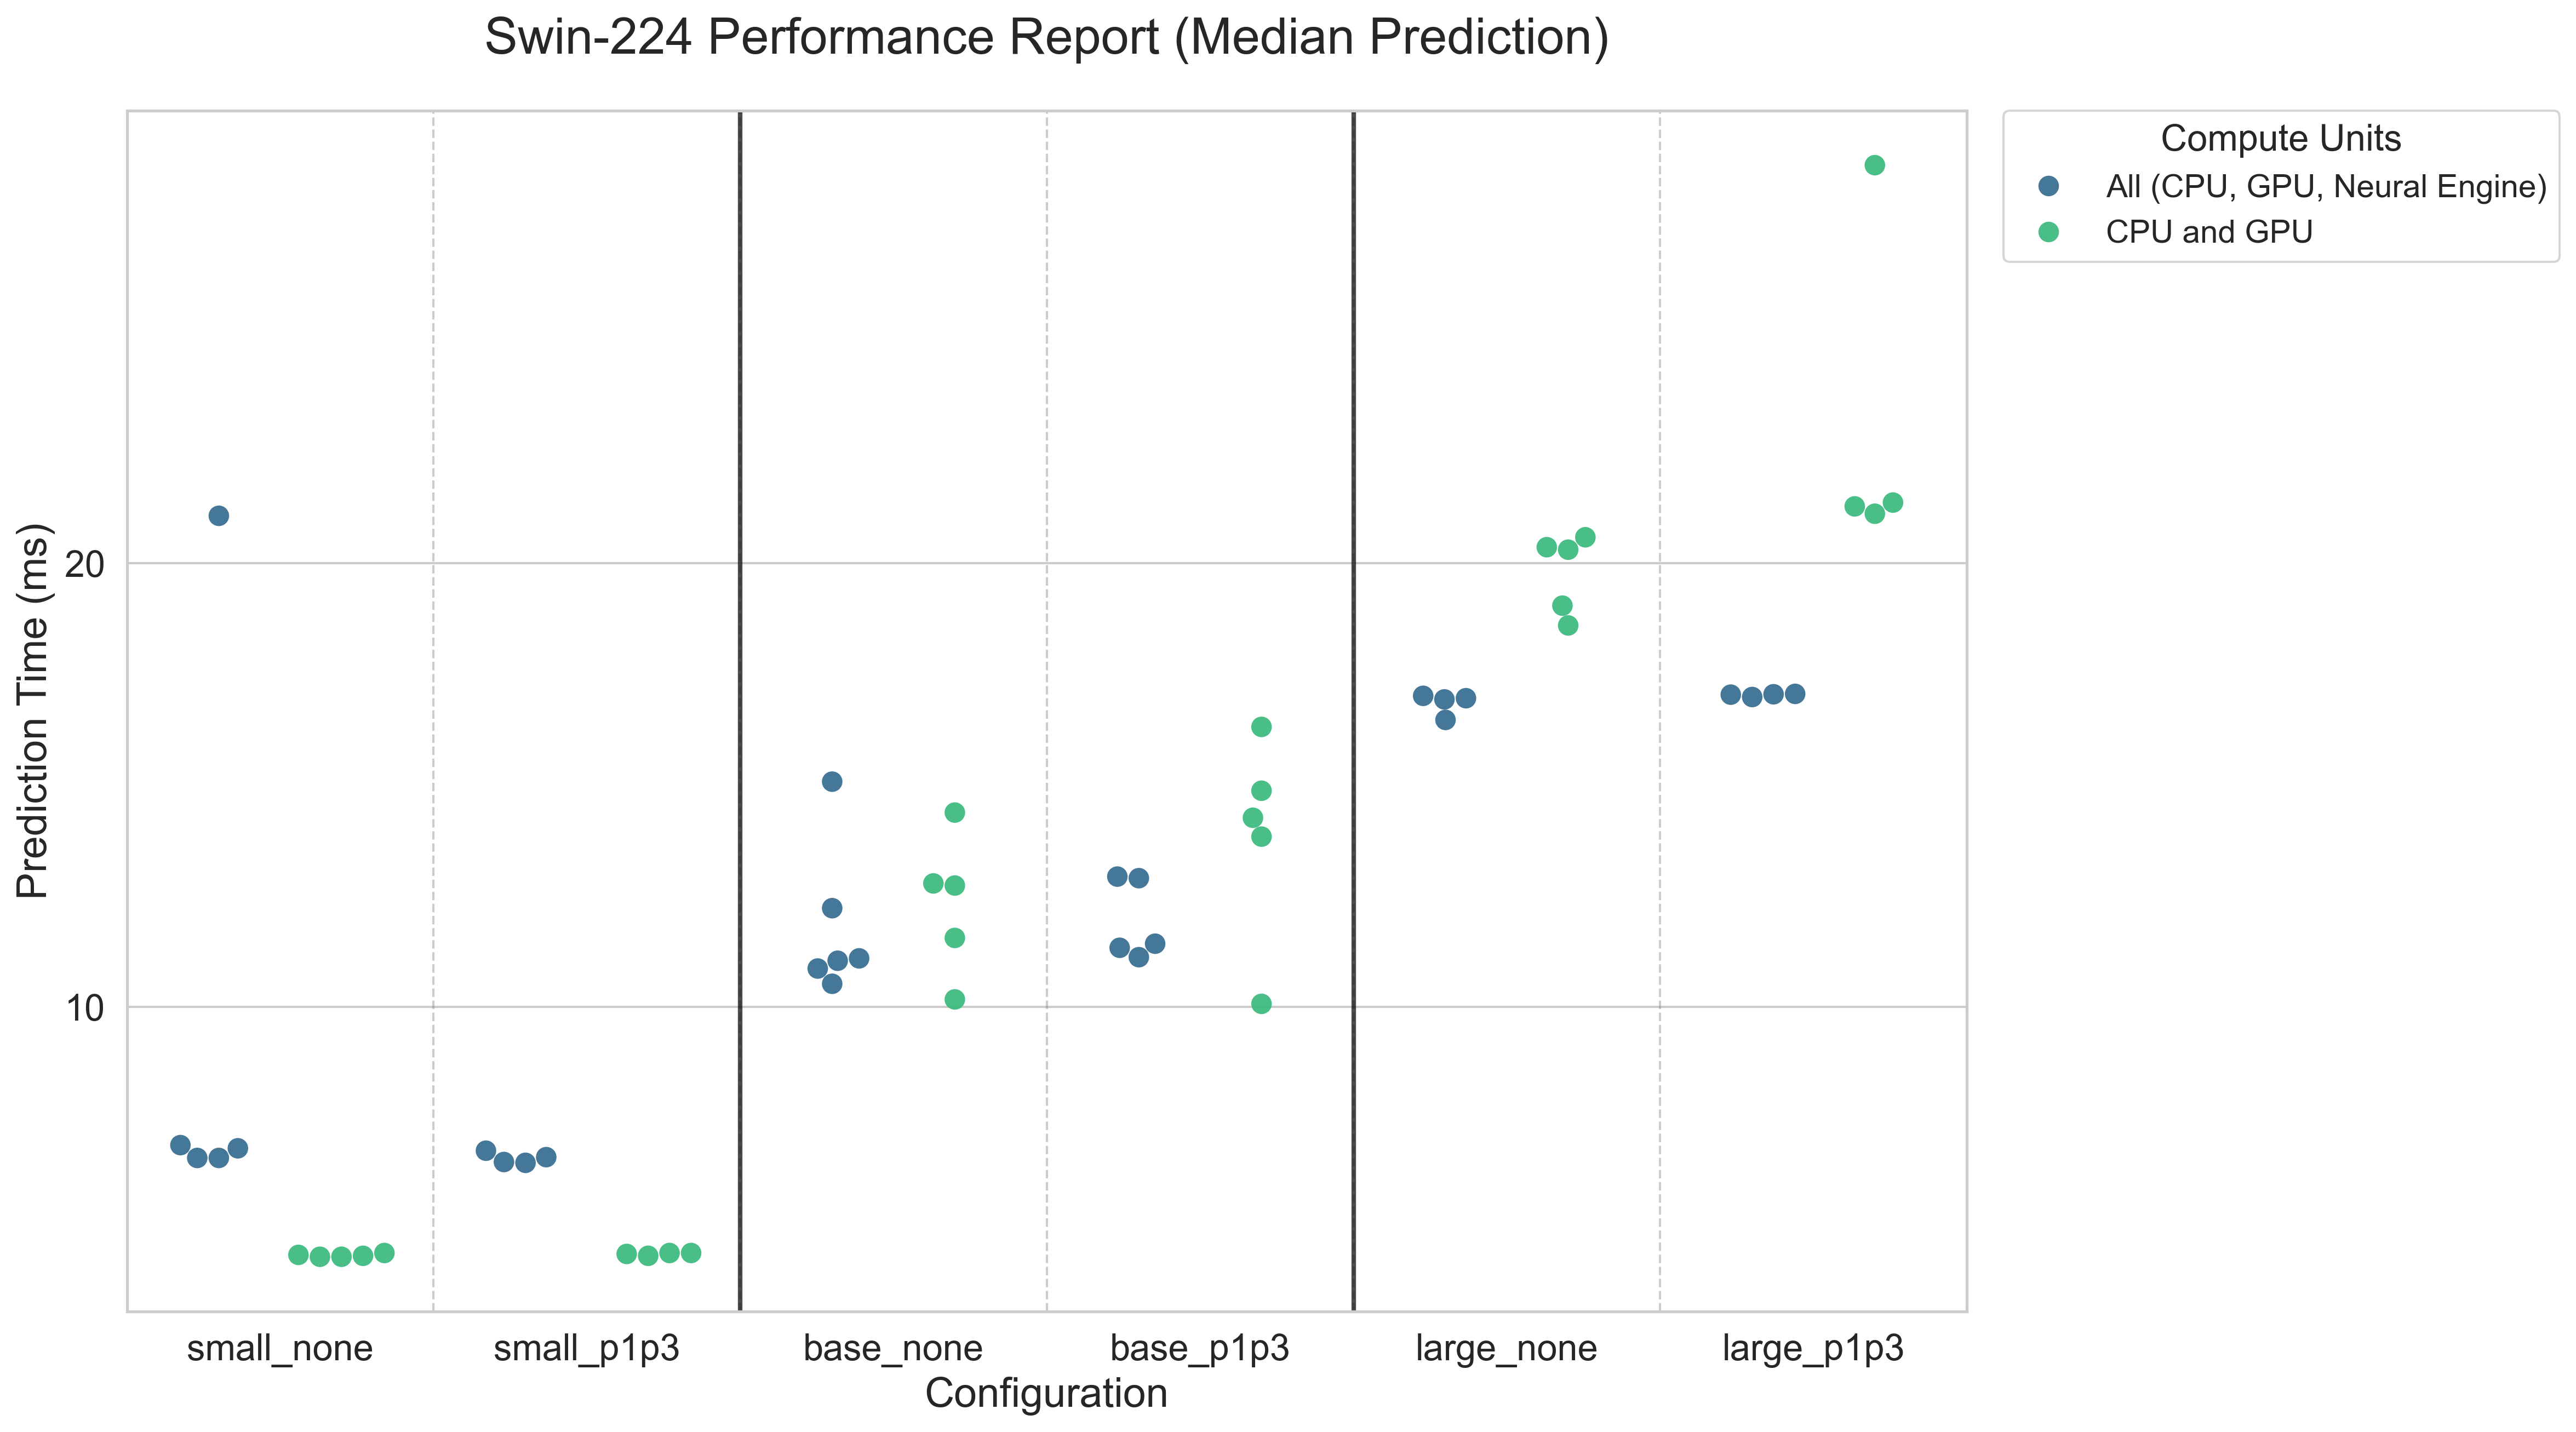 Swin-224 Performance Report (Median Prediction)
Compute Units
All (CPU, GPU, Neural Engine)
CPU and GPU
Prediction Time (ms)
20
10
small_none
small_p1p3
base_none
base_p1p3
large_none
large_p1p3
Configuration